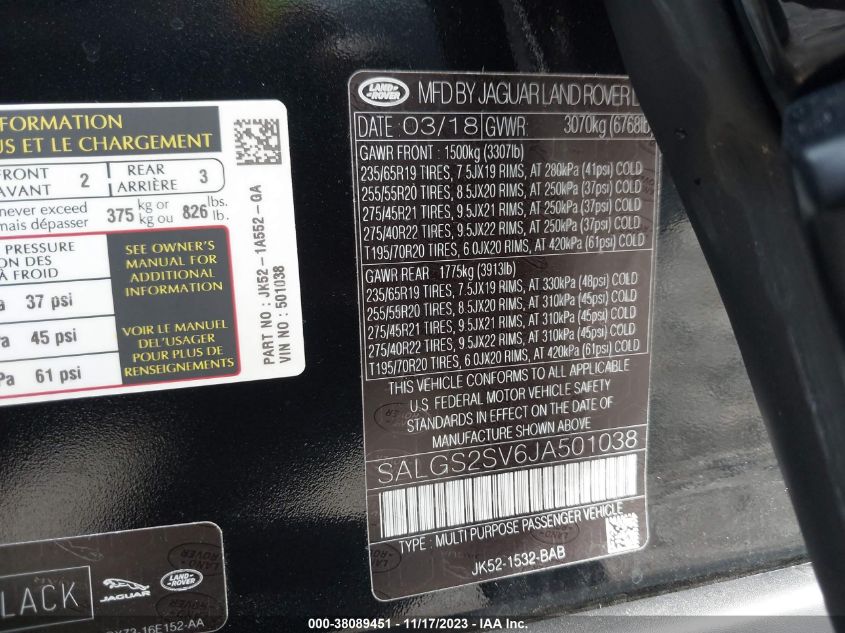 FORMATION
US ET LE CHARGEMENT
FRONT
AVANT 2
REAR
ARRIÈRE 3
never exceed
mais dépasser 375 kg or
kg ou 826 lbs.
lb.
PRESSURE
ON DES
À FROID
37 psi
45 psi
61 psi
SEE OWNER'S
MANUAL FOR
ADDITIONAL
INFORMATION
VOIR LE MANUEL
DE L'USAGER
POUR PLUS DE
RENSEIGNEMENTS
PART NO: JK52-1A552-GA
VIN NO : 501038
LAND
ROVER
MFD BY JAGUAR LAND ROVER L
DATE: 03/18 GVWR: 3070kg (6768lb
GAWR FRONT : 1500kg (3307lb)
235/65R19 TIRES, 7.5JX19 RIMS, AT 280kPa (41psi) COLD
255/55R20 TIRES, 8.5JX20 RIMS, AT 250kPa (37psi) COLD
275/45R21 TIRES, 9.5JX21 RIMS, AT 250kPa (37psi) COLD
275/40R22 TIRES, 9.5JX22 RIMS, AT 250kPa (37psi) COLD
T195/70R20 TIRES, 6.0JX20 RIMS, AT 420kPa (61psi) COLD
GAWR REAR : 1775kg (3913lb)
235/65R19 TIRES, 7.5JX19 RIMS, AT 330kPa (48psi) COLD
255/55R20 TIRES, 8.5JX20 RIMS, AT 310kPa (45psi) COLD
275/45R21 TIRES, 9.5JX21 RIMS, AT 310kPa (45psi) COLD
275/40R22 TIRES, 9.5JX22 RIMS, AT 310kPa (45psi) COLD
T195/70R20 TIRES, 6.0JX20 RIMS, AT 420kPa (61psi) COLD
THIS VEHICLE CONFORMS TO ALL APPLICABLE
U.S. FEDERAL MOTOR VEHICLE SAFETY
STANDARDS IN EFFECT ON THE DATE OF
MANUFACTURE SHOWN ABOVE.
SALGS2SV6JA501038
TYPE : MULTI PURPOSE PASSENGER VEHICLE
JK52-1532-BAB
LACK
JAGUAR
LAND
ROVER
16E152-AA
000-38089451 - 11/17/2023 - IAAI.com